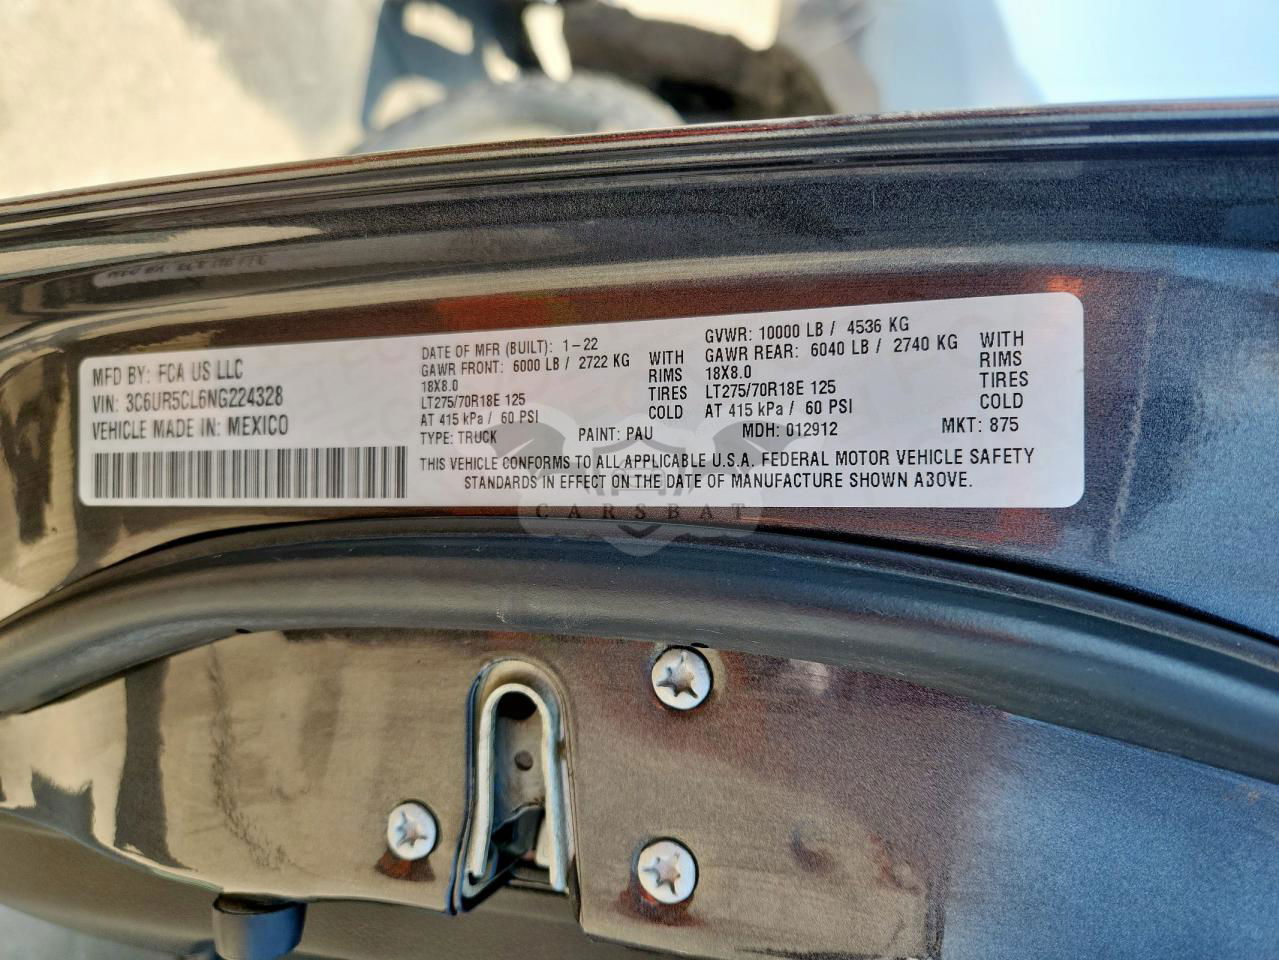 MFD BY: FCA US LLC
VIN: 3C6UR5CL6NG224328
VEHICLE MADE IN: MEXICO
DATE OF MFR (BUILT): 1-22
GAWR FRONT: 6000 LB / 2722 KG WITH
18X8.0 RIMS
LT275/70R18E 125 TIRES
AT 415 kPa / 60 PSI COLD
GVWR: 10000 LB / 4536 KG
GAWR REAR: 6040 LB / 2740 KG WITH
18X8.0 RIMS
LT275/70R18E 125 TIRES
AT 415 kPa / 60 PSI COLD
TYPE: TRUCK PAINT: PAU MDH: 012912 MKT: 875
THIS VEHICLE CONFORMS TO ALL APPLICABLE U.S.A. FEDERAL MOTOR VEHICLE SAFETY
STANDARDS IN EFFECT ON THE DATE OF MANUFACTURE SHOWN A3OVE.
CARSBAT